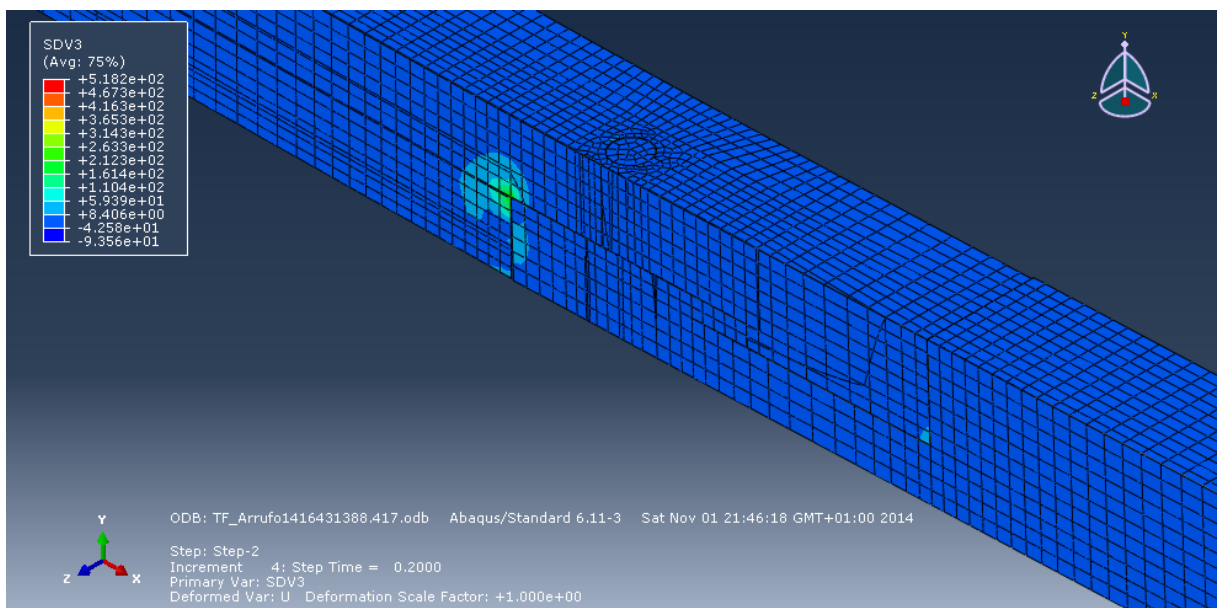 SDV3
(Avg: 75%)
+5.182e+02
+4.673e+02
+4.163e+02
+3.653e+02
+3.143e+02
+2.633e+02
+2.123e+02
+1.614e+02
+1.104e+02
+5.939e+01
+8.406e+00
-4.258e+01
-9.356e+01
Y
Z
X
ODB: TF_Arrufo1416431388.417.odb Abaqus/Standard 6.11-3 Sat Nov 01 21:46:18 GMT+01:00 2014
Y
Z
X
Step: Step-2
Increment 4: Step Time = 0.2000
Primary Var: SDV3
Deformed Var: U Deformation Scale Factor: +1.000e+00